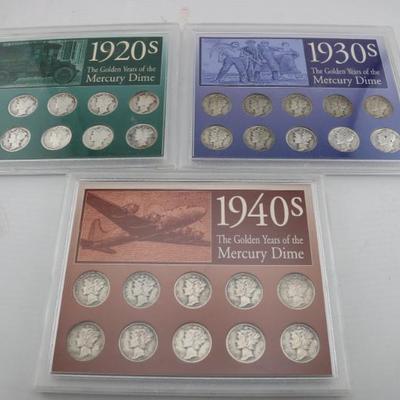 1920s
The Golden Years of the
Mercury Dime
1930s
The Golden Years of the
Mercury Dime
1940s
The Golden Years of the
Mercury Dime